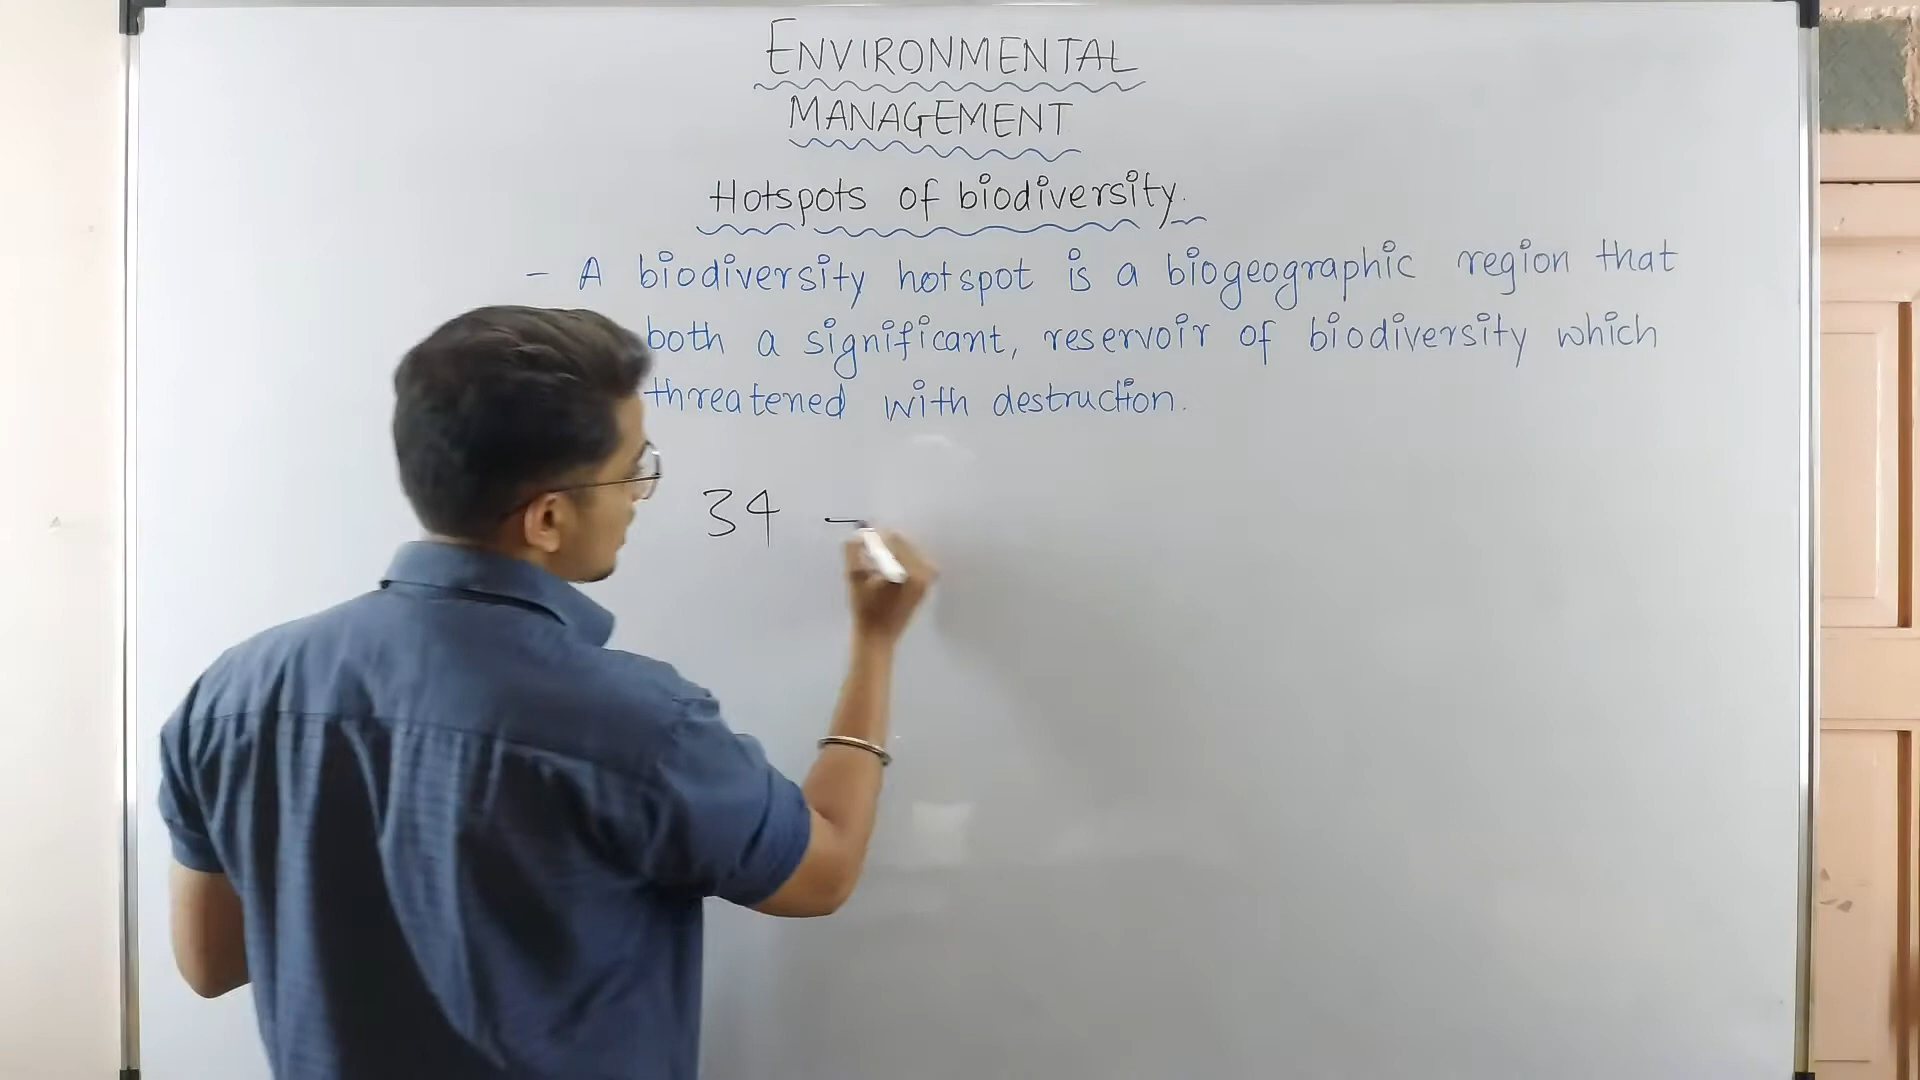 ENVIRONMENTAL
MANAGEMENT
Hotspots of biodiversity.
- A biodiversity hotspot is a biogeographic region that
both a significant, reservoir of biodiversity which
threatened with destruction.
34 -